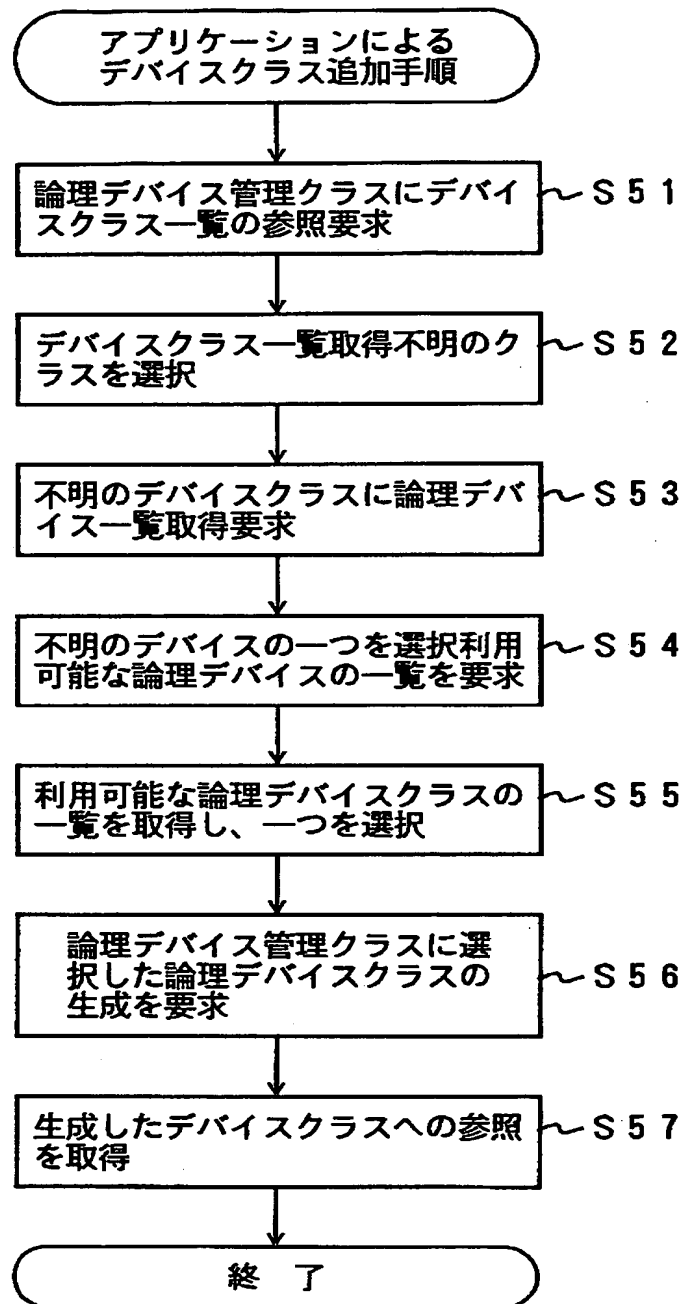 アプリケーションによる
デバイスクラス追加手順
論理デバイス管理クラスにデバイ
スクラス一覧の参照要求
S51
デバイスクラス一覧取得不明のク
ラスを選択
S52
不明のデバイスクラスに論理デバ
イス一覧取得要求
S53
不明のデバイスの一つを選択利用
可能な論理デバイスの一覧を要求
S54
利用可能な論理デバイスクラスの
一覧を取得し、一つを選択
S55
論理デバイス管理クラスに選
択した論理デバイスクラスの
生成を要求
S56
生成したデバイスクラスへの参照
を取得
S57
終 了